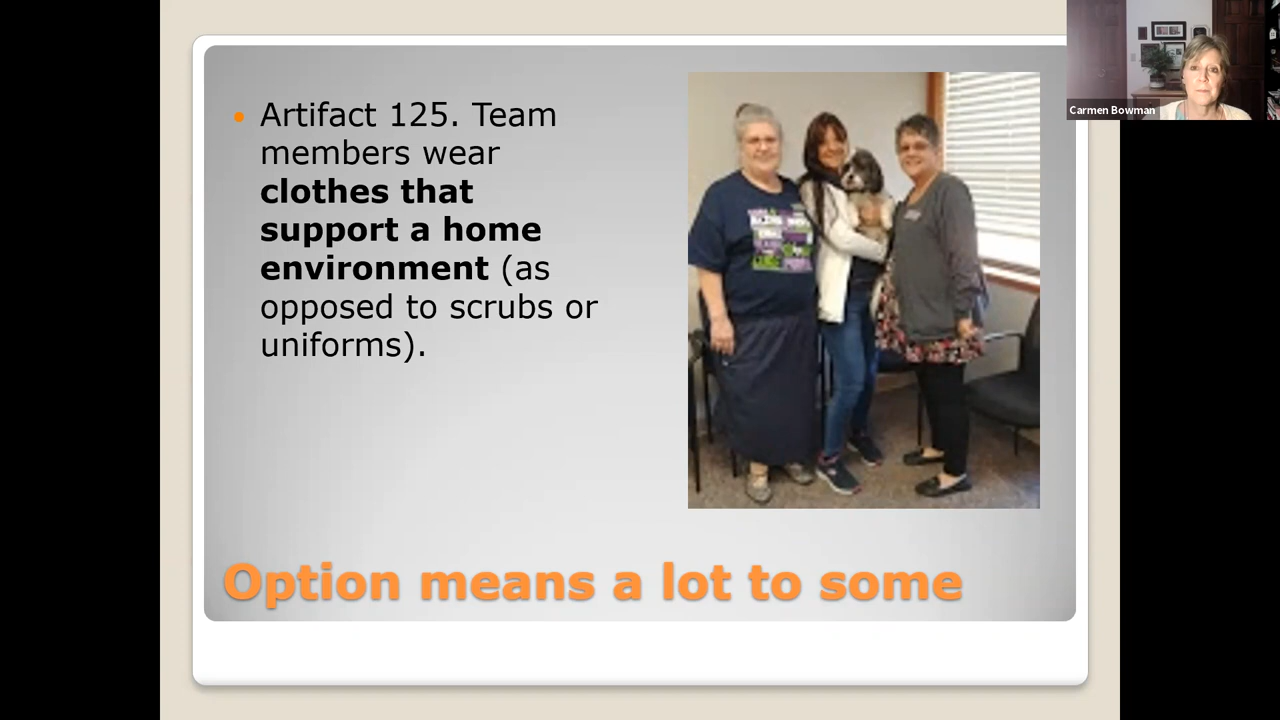 Carmen Bowman
• Artifact 125. Team
members wear
clothes that
support a home
environment (as
opposed to scrubs or
uniforms).
Option means a lot to some